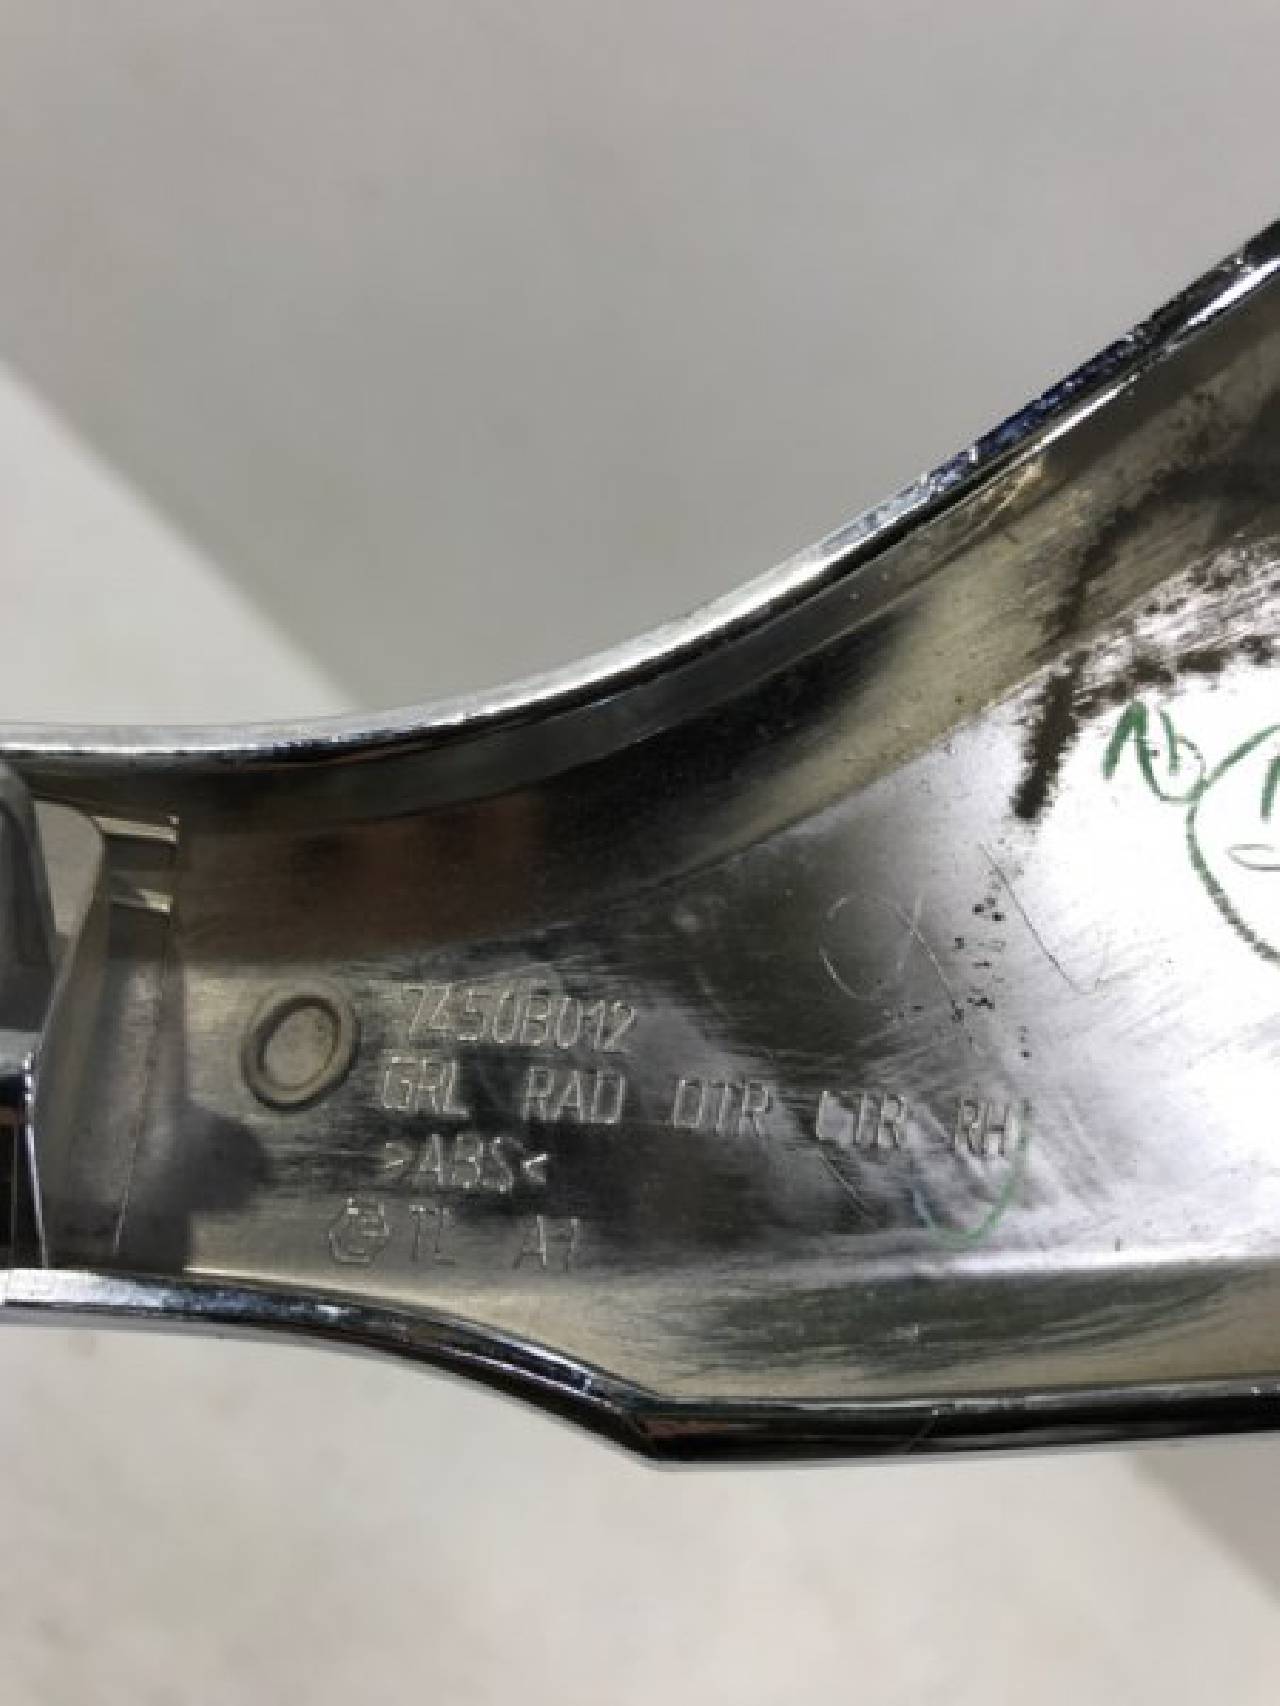 7450B012
GRL RAD OTR CTR RH
>ABS<
TL A1